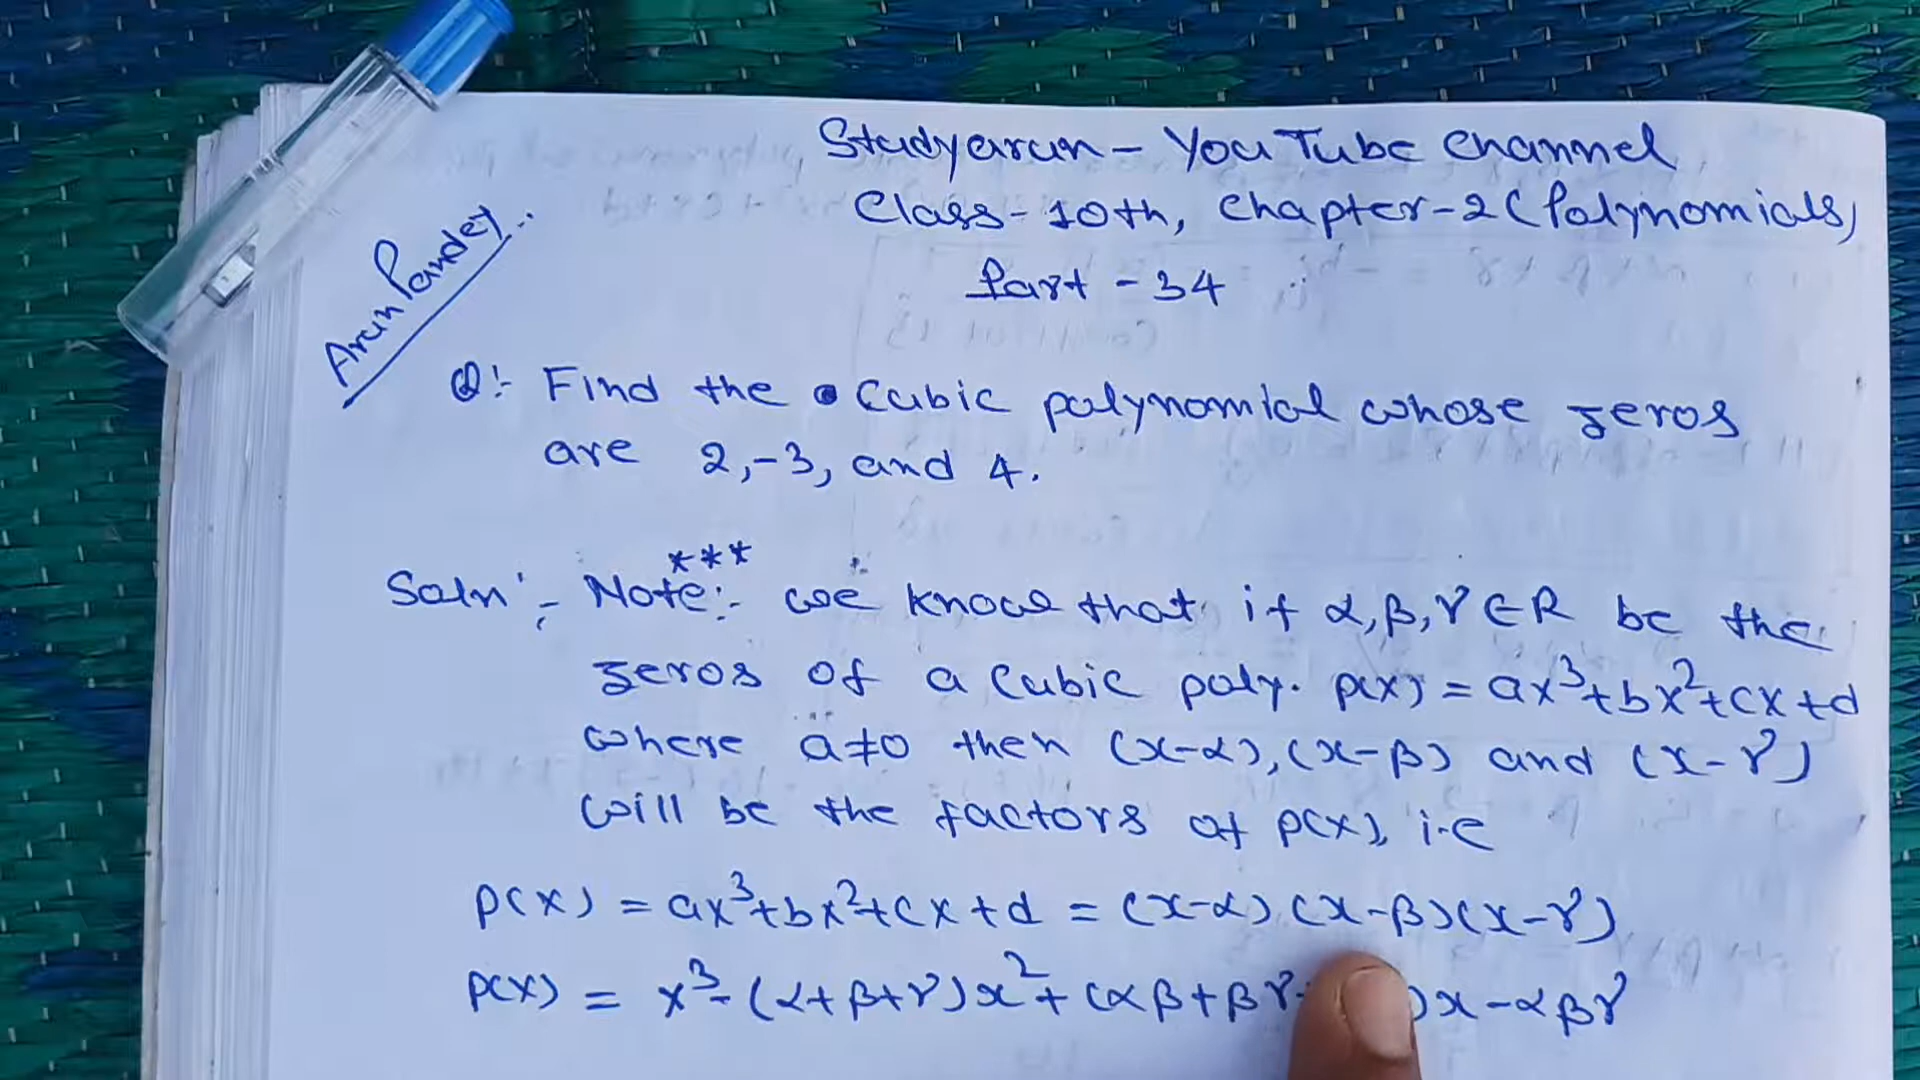 Studyarun - YouTube Channel
Class - 10th, Chapter-2 (Polynomials)
Part - 34
Arun Pandey
Q:- Find the Cubic polynomial whose zeros
are 2, -3, and 4.
Soln:- Note:- *** we know that if α, β, γ ∈ R be the
zeros of a Cubic poly. p(x) = ax³+bx²+cx+d
where a≠0 then (x-α), (x-β) and (x-γ)
will be the factors of p(x), i.e
p(x) = ax³+bx²+cx+d = (x-α)(x-β)(x-γ)
p(x) = x³-(α+β+γ)x²+(αβ+βγ )x-αβγ